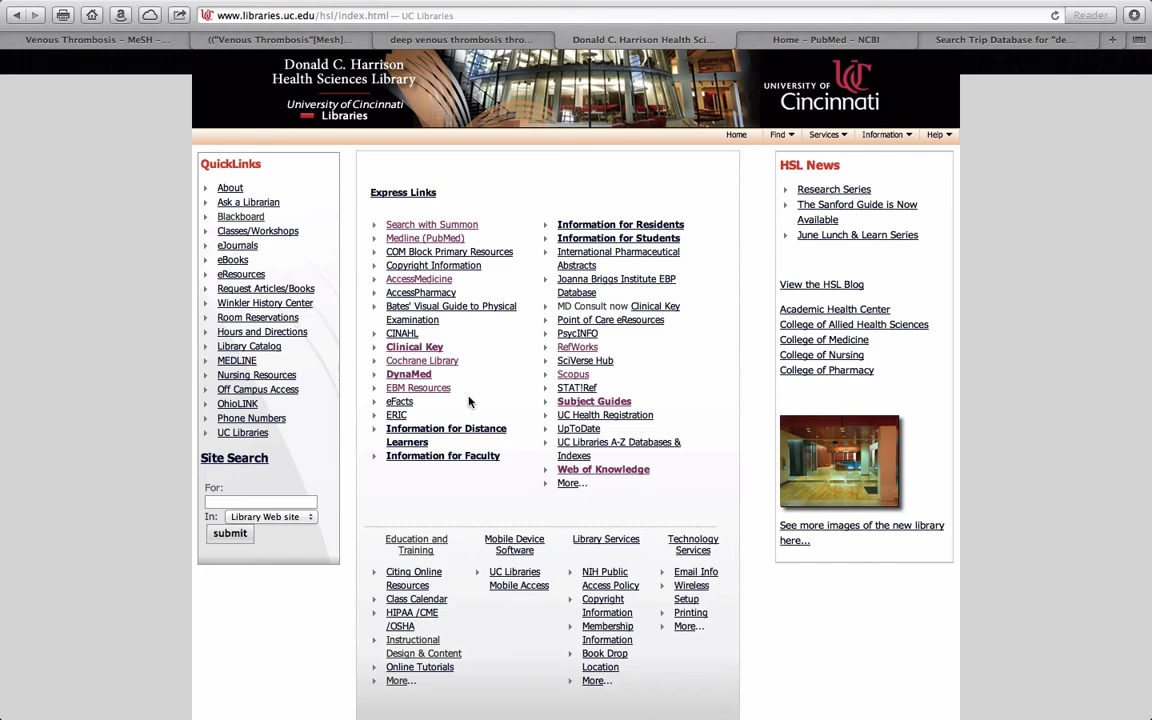 www.libraries.uc.edu/hsl/index.html — UC Libraries
Reader
Venous Thrombosis – MeSH –...
(("Venous Thrombosis"[Mesh]...
deep venous thrombosis thro...
Donald C. Harrison Health Sci...
Home – PubMed – NCBI
Search Trip Database for "de...
Donald C. Harrison
Health Sciences Library
University of Cincinnati
Libraries
UNIVERSITY OF
Cincinnati
Home
Find
Services
Information
Help
QuickLinks
About
Ask a Librarian
Blackboard
Classes/Workshops
eJournals
eBooks
eResources
Request Articles/Books
Winkler History Center
Room Reservations
Hours and Directions
Library Catalog
MEDLINE
Nursing Resources
Off Campus Access
OhioLINK
Phone Numbers
UC Libraries
Site Search
For:
In: Library Web site
submit
Express Links
Search with Summon
Medline (PubMed)
COM Block Primary Resources
Copyright Information
AccessMedicine
AccessPharmacy
Bates' Visual Guide to Physical
Examination
CINAHL
Clinical Key
Cochrane Library
DynaMed
EBM Resources
eFacts
ERIC
Information for Distance
Learners
Information for Faculty
Information for Residents
Information for Students
International Pharmaceutical
Abstracts
Joanna Briggs Institute EBP
Database
MD Consult now Clinical Key
Point of Care eResources
PsycINFO
RefWorks
SciVerse Hub
Scopus
STAT!Ref
Subject Guides
UC Health Registration
UpToDate
UC Libraries A-Z Databases &
Indexes
Web of Knowledge
More...
Education and
Training
Citing Online
Resources
Class Calendar
HIPAA /CME
/OSHA
Instructional
Design & Content
Online Tutorials
More...
Mobile Device
Software
UC Libraries
Mobile Access
Library Services
NIH Public
Access Policy
Copyright
Information
Membership
Information
Book Drop
Location
More...
Technology
Services
Email Info
Wireless
Setup
Printing
More...
HSL News
Research Series
The Sanford Guide is Now
Available
June Lunch & Learn Series
View the HSL Blog
Academic Health Center
College of Allied Health Sciences
College of Medicine
College of Nursing
College of Pharmacy
See more images of the new library
here...